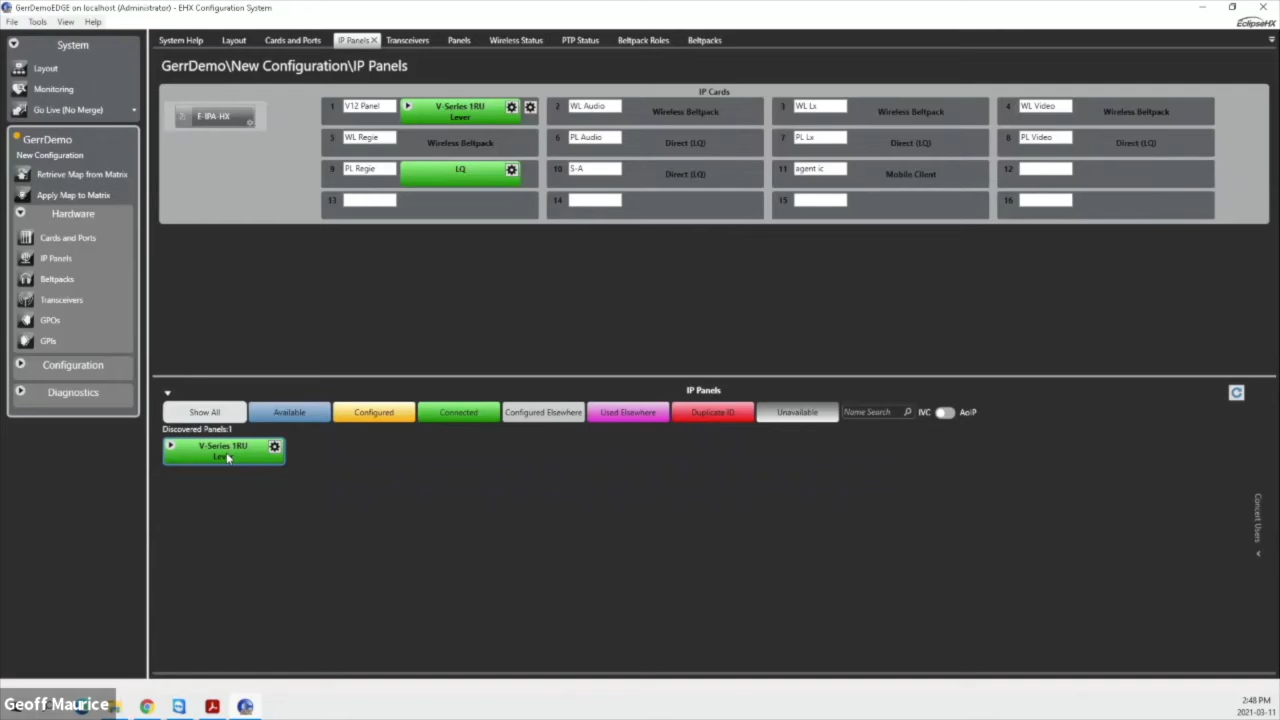 GerrDemoEDGE on localhost (Administrator) - EHX Configuration System
File Tools View Help
EclipseHX
System
Layout
Monitoring
Go Live (No Merge)
GerrDemo
New Configuration
Retrieve Map from Matrix
Apply Map to Matrix
Hardware
Cards and Ports
IP Panels
Beltpacks
Transceivers
GPOs
GPIs
Configuration
Diagnostics
System Help Layout Cards and Ports IP Panels Transceivers Panels Wireless Status PTP Status Beltpack Roles Beltpacks
GerrDemo\New Configuration\IP Panels
IP Cards
E-IPA-HX
1 V12 Panel V-Series 1RU Lever 2 WL Audio Wireless Beltpack 3 WL Lx Wireless Beltpack 4 WL Video Wireless Beltpack
5 WL Regie Wireless Beltpack 6 PL Audio Direct (LQ) 7 PL Lx Direct (LQ) 8 PL Video Direct (LQ)
9 PL Regie LQ 10 S-A Direct (LQ) 11 agent ic Mobile Client 12
13 14 15 16
IP Panels
Show All Available Configured Connected Configured Elsewhere Used Elsewhere Duplicate ID Unavailable Name Search IVC AoIP
Discovered Panels:1
V-Series 1RU
Lever
Concert Users
Geoff Maurice
2:48 PM
2021-03-11